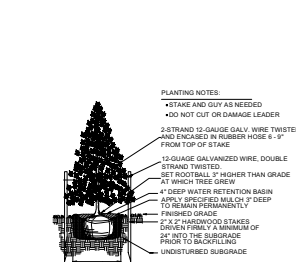 PLANTING NOTES:
•STAKE AND GUY AS NEEDED
•DO NOT CUT OR DAMAGE LEADER
2-STRAND 12-GAUGE GALV. WIRE TWISTED
AND ENCASED IN RUBBER HOSE 6 - 9"
FROM TOP OF STAKE
12-GUAGE GALVANIZED WIRE, DOUBLE
STRAND TWISTED.
SET ROOTBALL 3" HIGHER THAN GRADE
AT WHICH TREE GREW
4" DEEP WATER RETENTION BASIN
APPLY SPECIFIED MULCH 3" DEEP
TO REMAIN PERMANENTLY
FINISHED GRADE
2" X 2" HARDWOOD STAKES
DRIVEN FIRMLY A MINIMUM OF
24" INTO THE SUBGRADE
PRIOR TO BACKFILLING
UNDISTURBED SUBGRADE